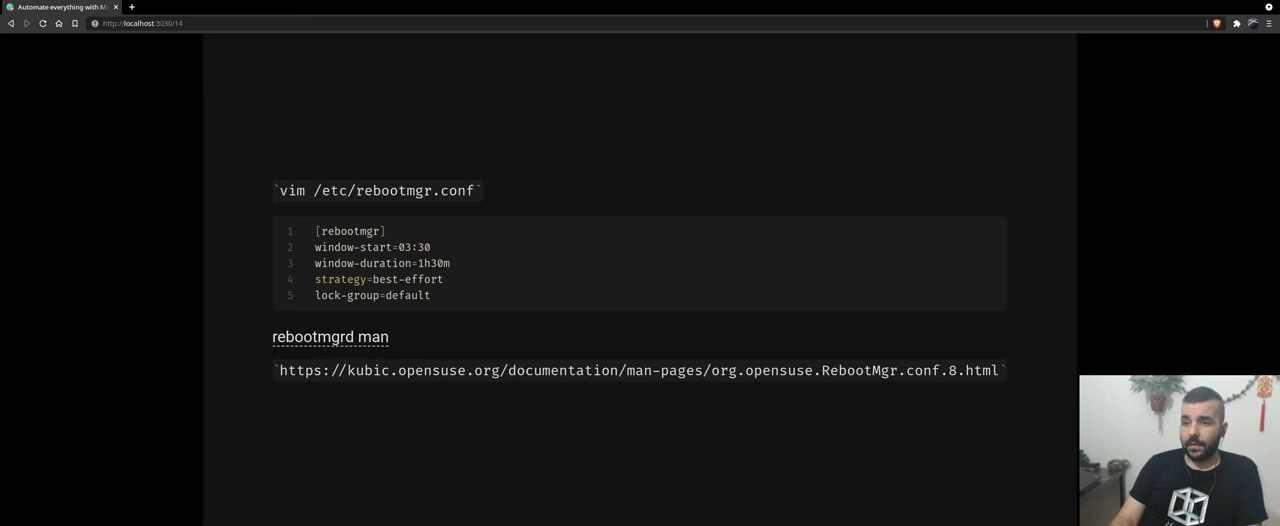 Automate everything with M
http://localhost:3030/14
`vim /etc/rebootmgr.conf`
1 [rebootmgr]
2 window-start=03:30
3 window-duration=1h30m
4 strategy=best-effort
5 lock-group=default
rebootmgrd man
`https://kubic.opensuse.org/documentation/man-pages/org.opensuse.RebootMgr.conf.8.html`